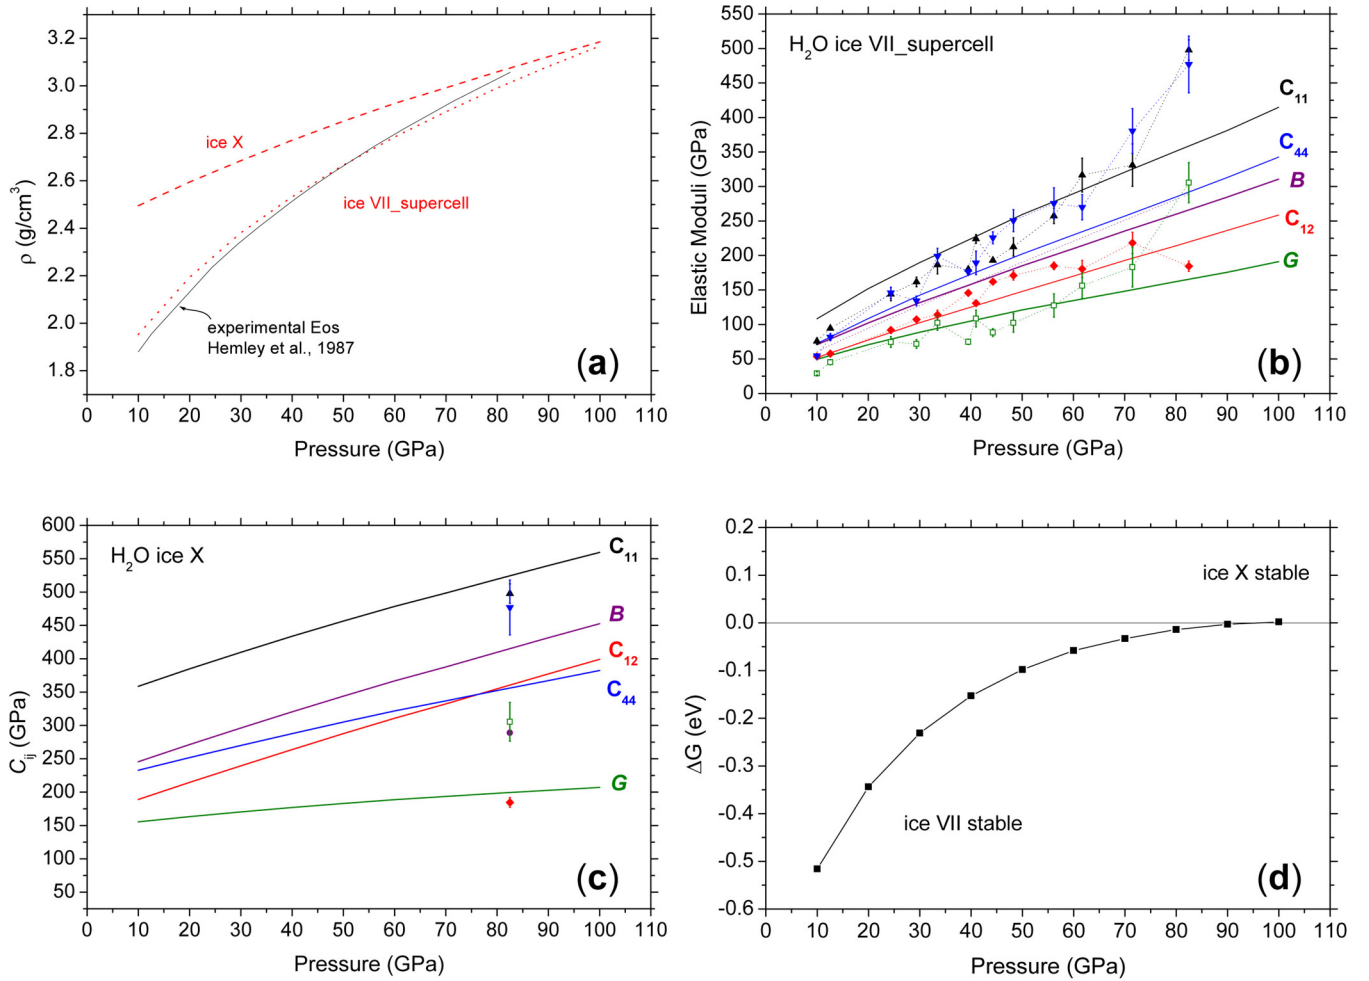 3.2
3.0
2.8
2.6
2.4
2.2
2.0
1.8
ρ (g/cm³)
ice X
ice VII_supercell
experimental Eos
Hemley et al., 1987
(a)
0 10 20 30 40 50 60 70 80 90 100 110
Pressure (GPa)
550
500
450
400
350
300
250
200
150
100
50
0
Elastic Moduli (GPa)
H₂O ice VII_supercell
C₁₁
C₄₄
B
C₁₂
G
(b)
0 10 20 30 40 50 60 70 80 90 100 110
Pressure (GPa)
600
550
500
450
400
350
300
250
200
150
100
50
C_ij (GPa)
H₂O ice X
C₁₁
B
C₁₂
C₄₄
G
(c)
0 10 20 30 40 50 60 70 80 90 100 110
Pressure (GPa)
0.2
0.1
0.0
-0.1
-0.2
-0.3
-0.4
-0.5
-0.6
ΔG (eV)
ice X stable
ice VII stable
(d)
0 10 20 30 40 50 60 70 80 90 100 110
Pressure (GPa)